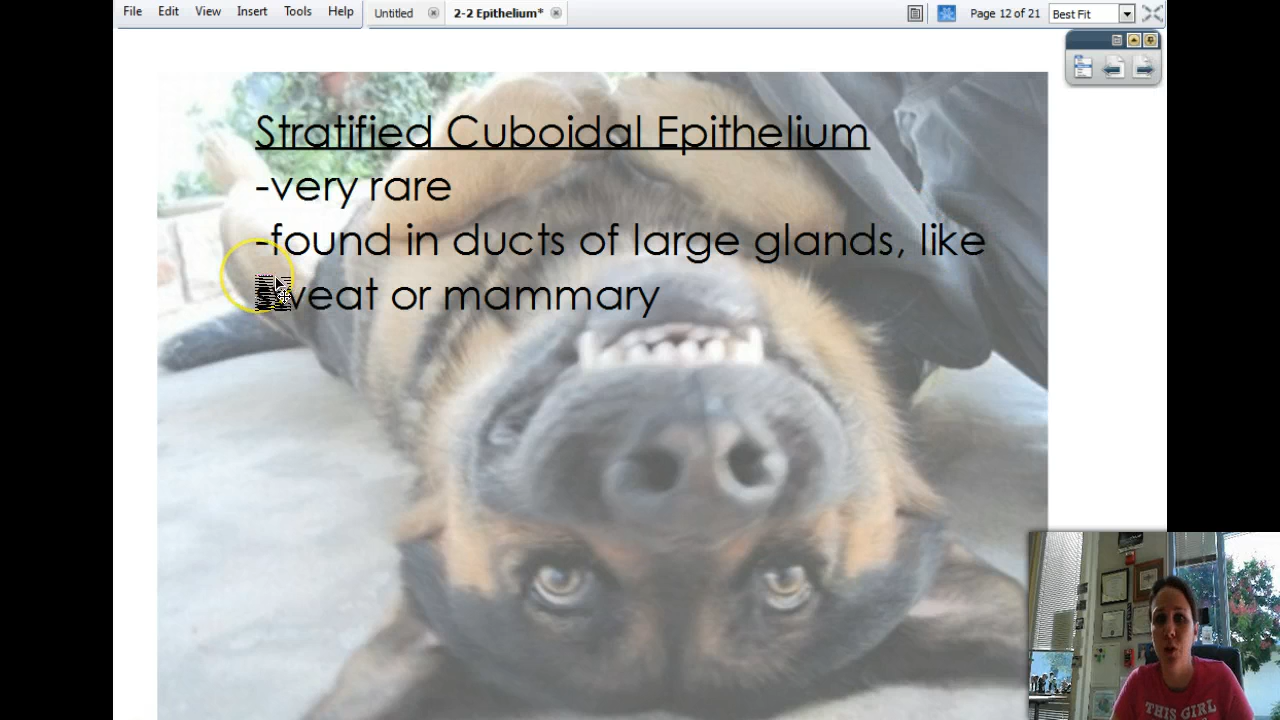 File Edit View Insert Tools Help
Untitled 2-2 Epithelium* Page 12 of 21 Best Fit
Stratified Cuboidal Epithelium
-very rare
-found in ducts of large glands, like
sweat or mammary
THIS GIRL